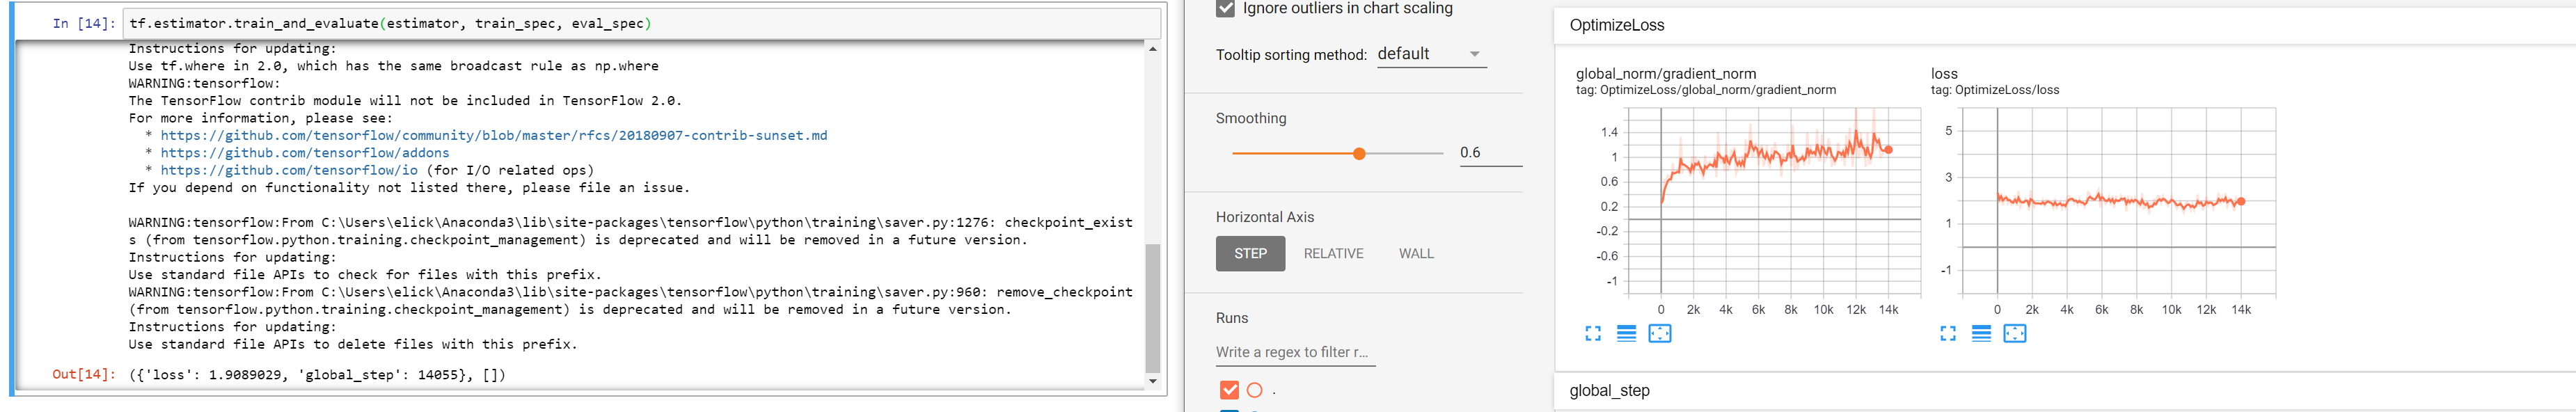 In [14]: tf.estimator.train_and_evaluate(estimator, train_spec, eval_spec)
Instructions for updating:
Use tf.where in 2.0, which has the same broadcast rule as np.where
WARNING:tensorflow:
The TensorFlow contrib module will not be included in TensorFlow 2.0.
For more information, please see:
* https://github.com/tensorflow/community/blob/master/rfcs/20180907-contrib-sunset.md
* https://github.com/tensorflow/addons
* https://github.com/tensorflow/io (for I/O related ops)
If you depend on functionality not listed there, please file an issue.
WARNING:tensorflow:From C:\Users\elick\Anaconda3\lib\site-packages\tensorflow\python\training\saver.py:1276: checkpoint_exist
s (from tensorflow.python.training.checkpoint_management) is deprecated and will be removed in a future version.
Instructions for updating:
Use standard file APIs to check for files with this prefix.
WARNING:tensorflow:From C:\Users\elick\Anaconda3\lib\site-packages\tensorflow\python\training\saver.py:960: remove_checkpoint
(from tensorflow.python.training.checkpoint_management) is deprecated and will be removed in a future version.
Instructions for updating:
Use standard file APIs to delete files with this prefix.
Out[14]: ({'loss': 1.9089029, 'global_step': 14055}, [])
Ignore outliers in chart scaling
Tooltip sorting method: default
Smoothing
0.6
Horizontal Axis
STEP RELATIVE WALL
Runs
Write a regex to filter r...
.
OptimizeLoss
global_norm/gradient_norm
tag: OptimizeLoss/global_norm/gradient_norm
1.4
1
0.6
0.2
-0.2
-0.6
-1
0 2k 4k 6k 8k 10k 12k 14k
loss
tag: OptimizeLoss/loss
5
3
1
-1
0 2k 4k 6k 8k 10k 12k 14k
global_step